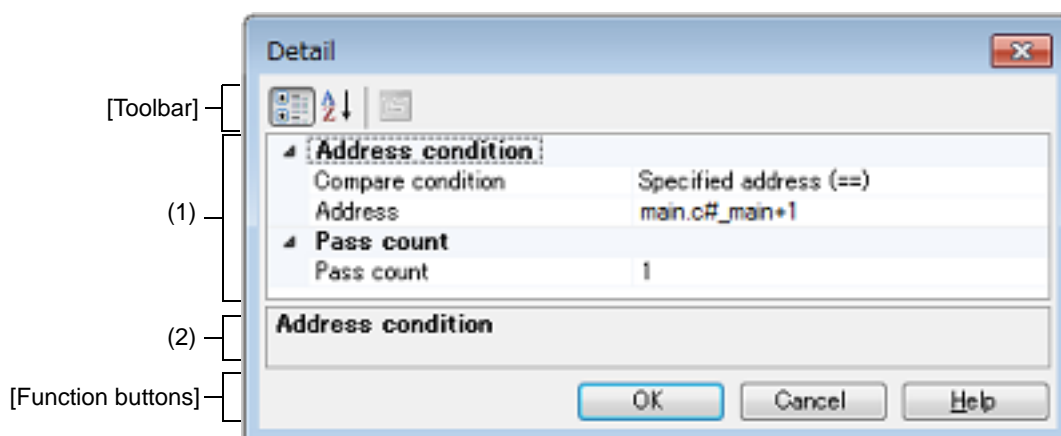 Detail
[Toolbar]
Address condition
Compare condition Specified address (==)
(1)
Address main.c#_main+1
Pass count
Pass count 1
(2)
Address condition
[Function buttons]
OK Cancel Help